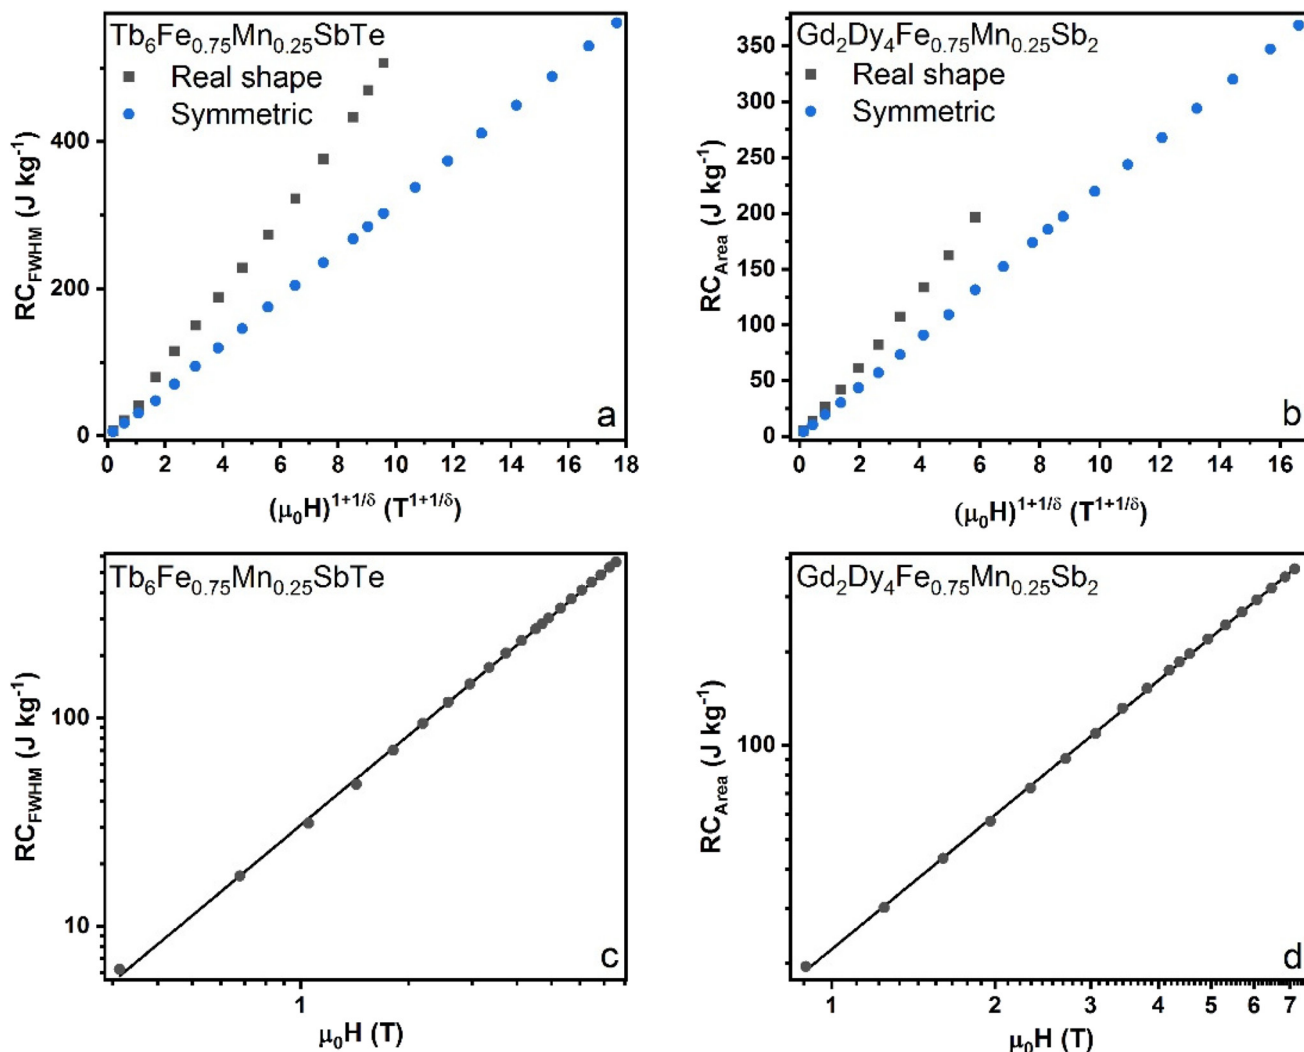 Tb₆Fe₀.₇₅Mn₀.₂₅SbTe
Real shape
Symmetric
400
200
0
RC_FWHM (J kg⁻¹)
a
0 2 4 6 8 10 12 14 16 18
(μ₀H)¹⁺¹/ᵟ (T¹⁺¹/ᵟ)
Gd₂Dy₄Fe₀.₇₅Mn₀.₂₅Sb₂
Real shape
Symmetric
350
300
250
200
150
100
50
0
RC_Area (J kg⁻¹)
b
0 2 4 6 8 10 12 14 16
(μ₀H)¹⁺¹/ᵟ (T¹⁺¹/ᵟ)
Tb₆Fe₀.₇₅Mn₀.₂₅SbTe
100
10
RC_FWHM (J kg⁻¹)
c
1
μ₀H (T)
Gd₂Dy₄Fe₀.₇₅Mn₀.₂₅Sb₂
100
RC_Area (J kg⁻¹)
d
1 2 3 4 5 6 7
μ₀H (T)